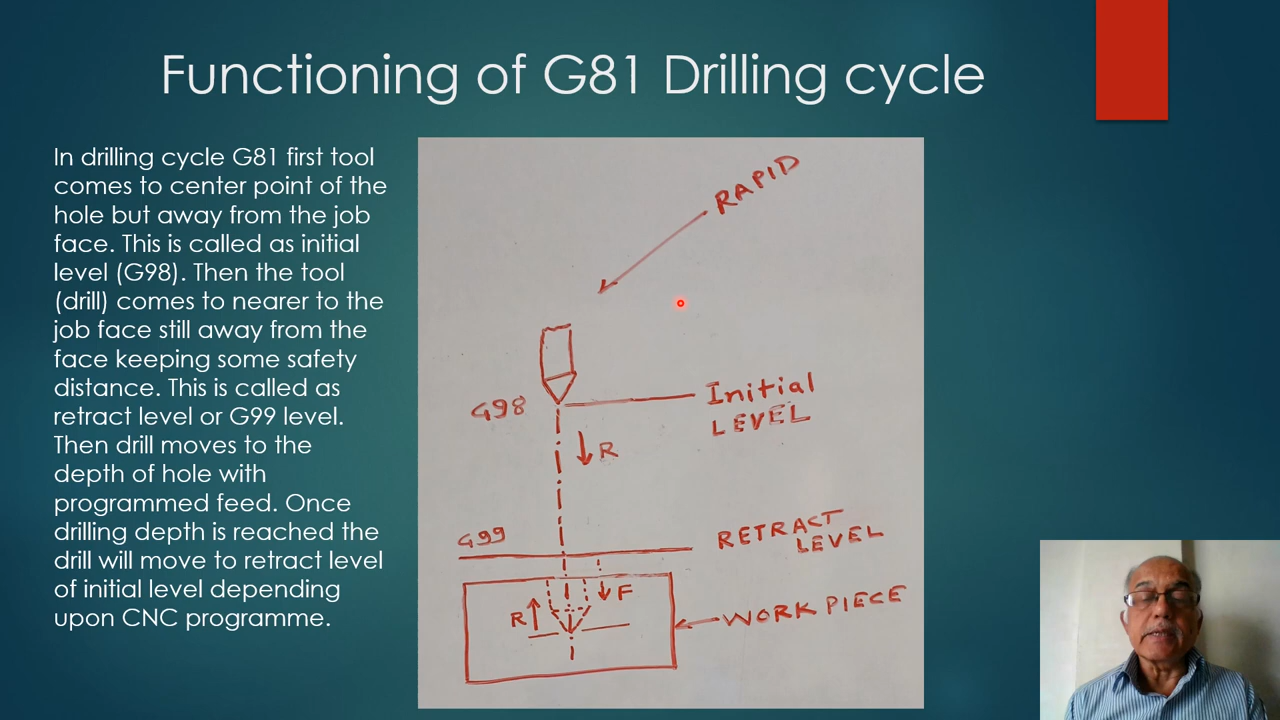 Functioning of G81 Drilling cycle
In drilling cycle G81 first tool
comes to center point of the
hole but away from the job
face. This is called as initial
level (G98). Then the tool
(drill) comes to nearer to the
job face still away from the
face keeping some safety
distance. This is called as
retract level or G99 level.
Then drill moves to the
depth of hole with
programmed feed. Once
drilling depth is reached the
drill will move to retract level
of initial level depending
upon CNC programme.
RAPID
G98
Initial
LEVEL
R
G99
RETRACT
LEVEL
F
R
WORK PIECE